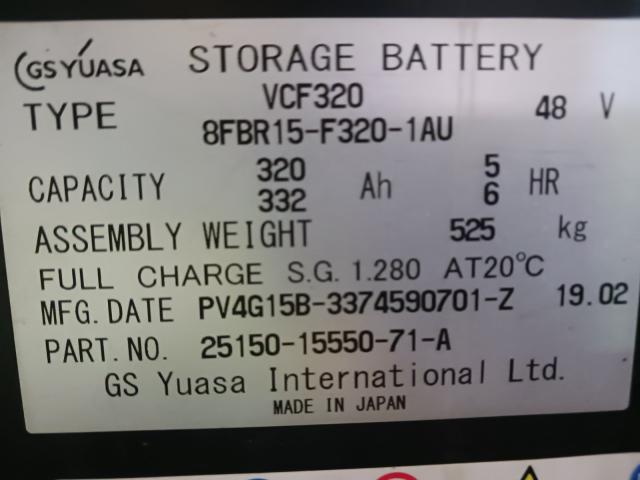 GS YUASA STORAGE BATTERY
TYPE VCF320 48 V
8FBR15-F320-1AU
CAPACITY 320 Ah 5 HR
332 6
ASSEMBLY WEIGHT 525 kg
FULL CHARGE S.G. 1.280 AT20℃
MFG. DATE PV4G15B-3374590701-Z 19.02
PART. NO. 25150-15550-71-A
GS Yuasa International Ltd.
MADE IN JAPAN